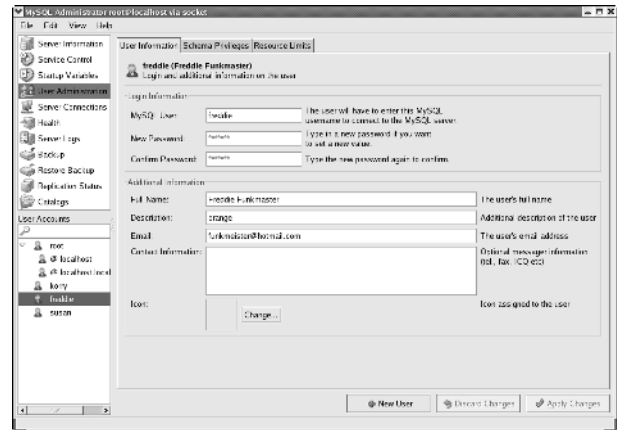 MySQL Administrator root@localhost via socket
File Edit View Help
Server Information
Service Control
Startup Variables
User Administration
Server Connections
Health
Server Logs
Backup
Restore Backup
Replication Status
Catalogs
User Accounts
root
@ localhost
@ localhost.local
korry
freddie
susan
User Information Schema Privileges Resource Limits
freddie (Freddie Funkmaster)
Login and additional information on the user
Login Information
MySQL User: freddie The user will have to enter this MySQL
username to connect to the MySQL server.
New Password: ******* Type in a new password if you want
to set a new value.
Confirm Password: ******* Type the new password again to confirm.
Additional Information
Full Name: Freddie Funkmaster The user's full name
Description: orange Additional description of the user
Email: funkmeister@hotmail.com The user's email address
Contact Information: Optional messenger information
(tel., fax, ICQ etc)
Icon: Change... Icon assigned to the user
New User Discard Changes Apply Changes